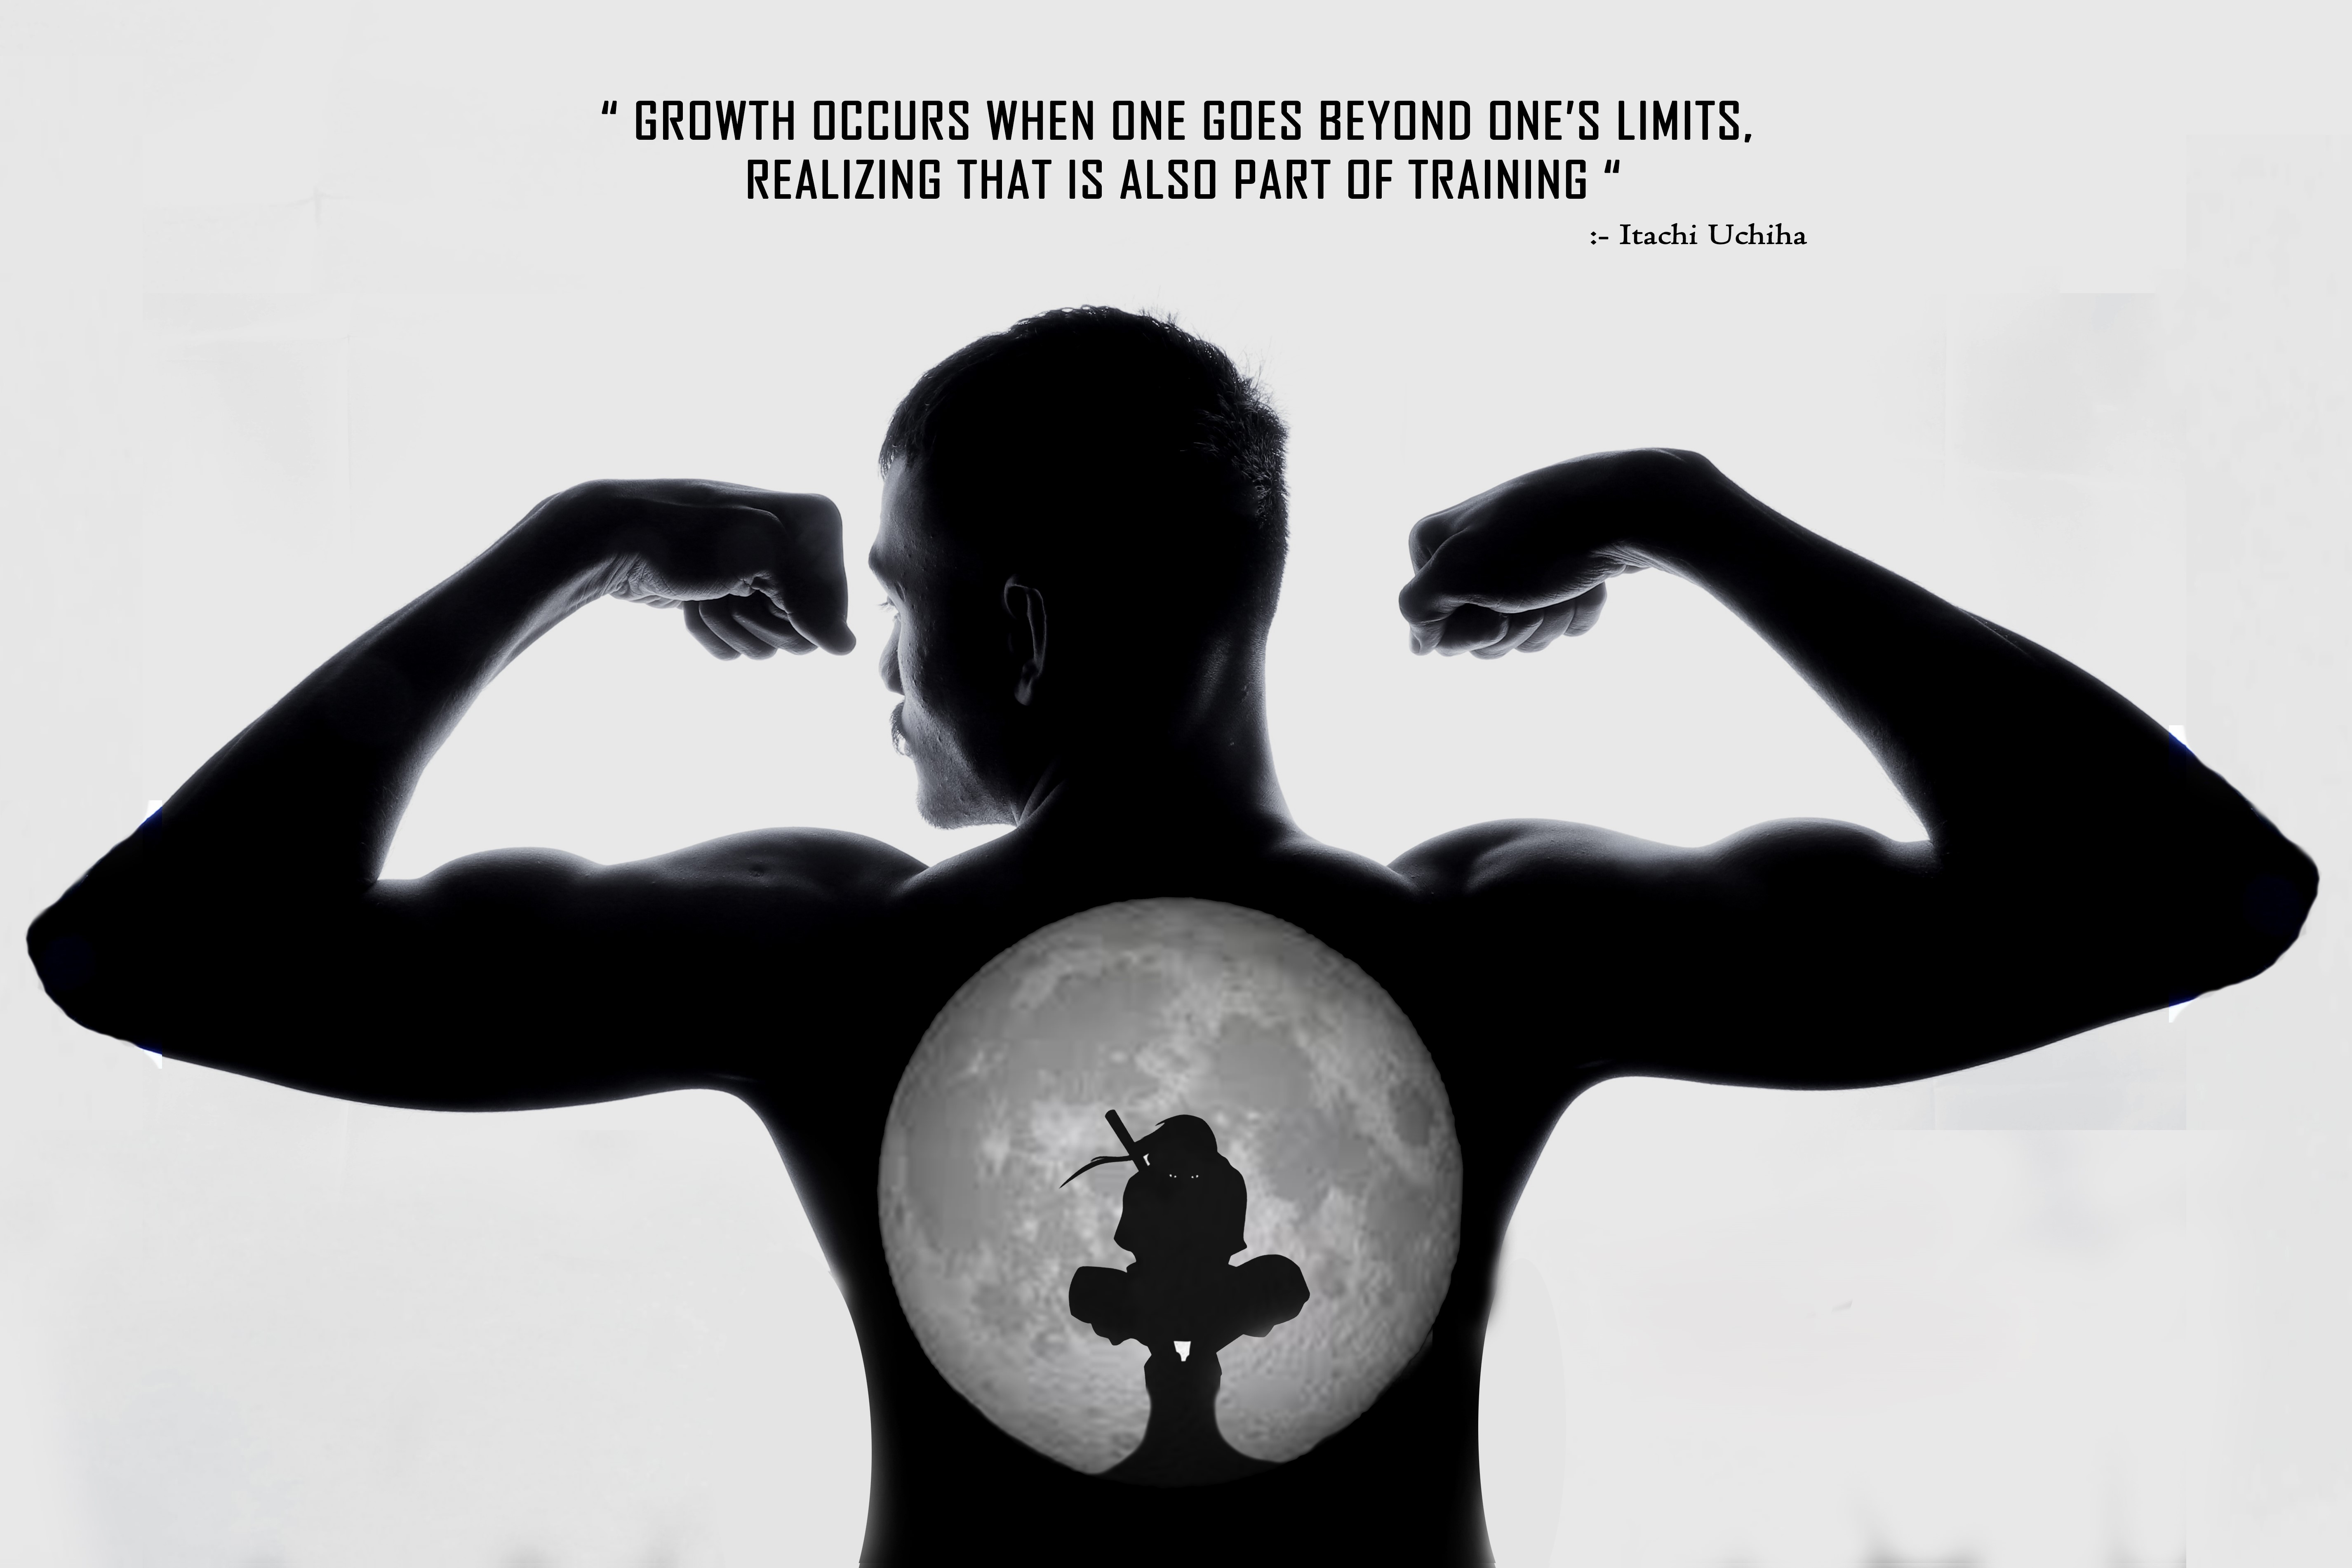 “ GROWTH OCCURS WHEN ONE GOES BEYOND ONE’S LIMITS,
REALIZING THAT IS ALSO PART OF TRAINING “
:- Itachi Uchiha